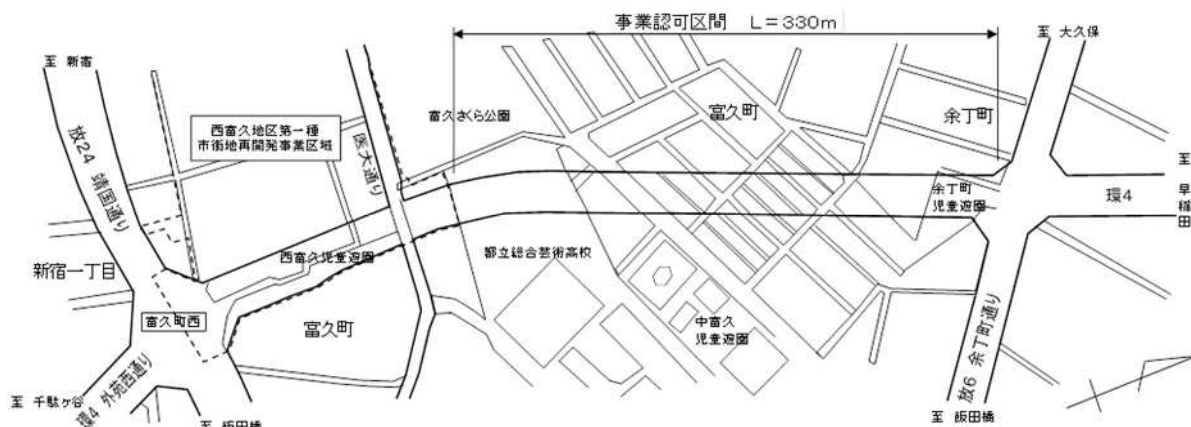 事業認可区間 L=330m
至 大久保
至 新宿
放24 靖国通り
西富久地区第一種
市街地再開発事業区域
医大通り
富久さくら公園
富久町
余丁町
至 早稲田
環4
余丁町
児童遊園
新宿一丁目
西富久児童遊園
都立総合芸術高校
富久町西
富久町
中富久
児童遊園
放6 余丁町通り
至 千駄ヶ谷
環4 外苑西通り
至 飯田橋
至 飯田橋